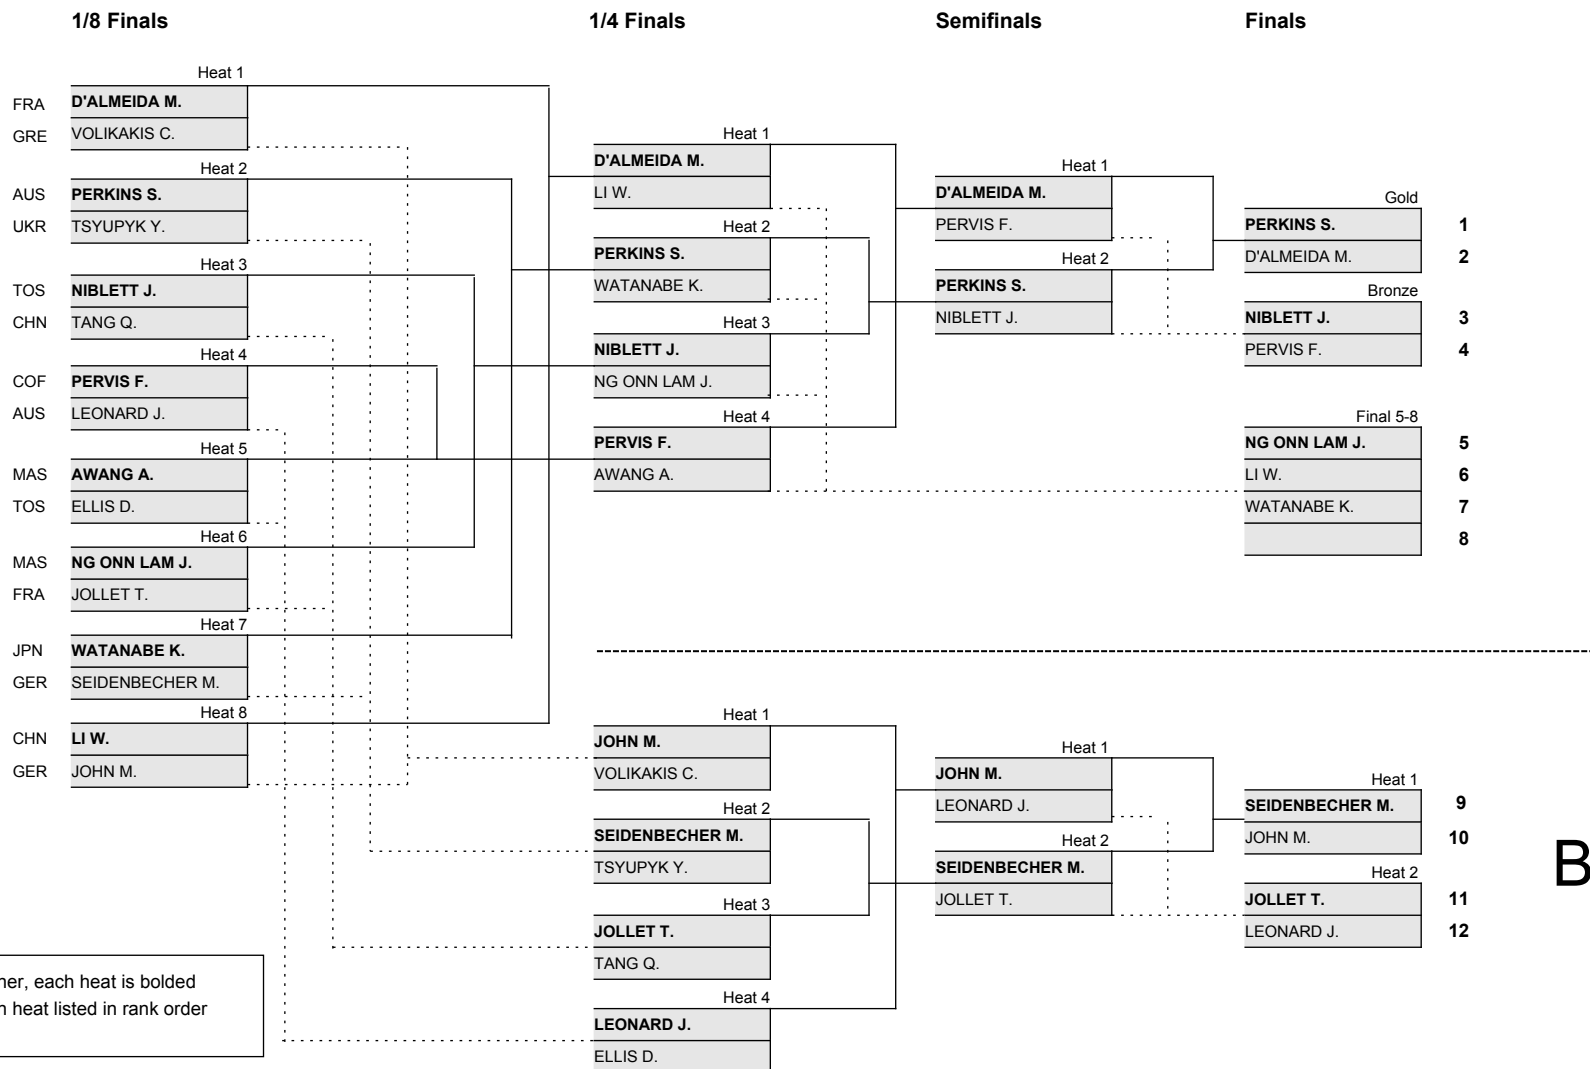 1/8 Finals 1/4 Finals Semifinals Finals
Heat 1
FRA D'ALMEIDA M.
GRE VOLIKAKIS C.
Heat 2
AUS PERKINS S.
UKR TSYUPYK Y.
Heat 3
TOS NIBLETT J.
CHN TANG Q.
Heat 4
COF PERVIS F.
AUS LEONARD J.
Heat 5
MAS AWANG A.
TOS ELLIS D.
Heat 6
MAS NG ONN LAM J.
FRA JOLLET T.
Heat 7
JPN WATANABE K.
GER SEIDENBECHER M.
Heat 8
CHN LI W.
GER JOHN M.
Heat 1
D'ALMEIDA M.
LI W.
Heat 2
PERKINS S.
WATANABE K.
Heat 3
NIBLETT J.
NG ONN LAM J.
Heat 4
PERVIS F.
AWANG A.
Heat 1
D'ALMEIDA M.
PERVIS F.
Heat 2
PERKINS S.
NIBLETT J.
Gold
PERKINS S. 1
D'ALMEIDA M. 2
Bronze
NIBLETT J. 3
PERVIS F. 4
Final 5-8
NG ONN LAM J. 5
LI W. 6
WATANABE K. 7
8
Heat 1
JOHN M.
VOLIKAKIS C.
Heat 2
SEIDENBECHER M.
TSYUPYK Y.
Heat 3
JOLLET T.
TANG Q.
Heat 4
LEONARD J.
ELLIS D.
Heat 1
JOHN M.
LEONARD J.
Heat 2
SEIDENBECHER M.
JOLLET T.
Heat 1
SEIDENBECHER M. 9
JOHN M. 10
Heat 2
JOLLET T. 11
LEONARD J. 12
B
each heat is bolded
heat listed in rank order